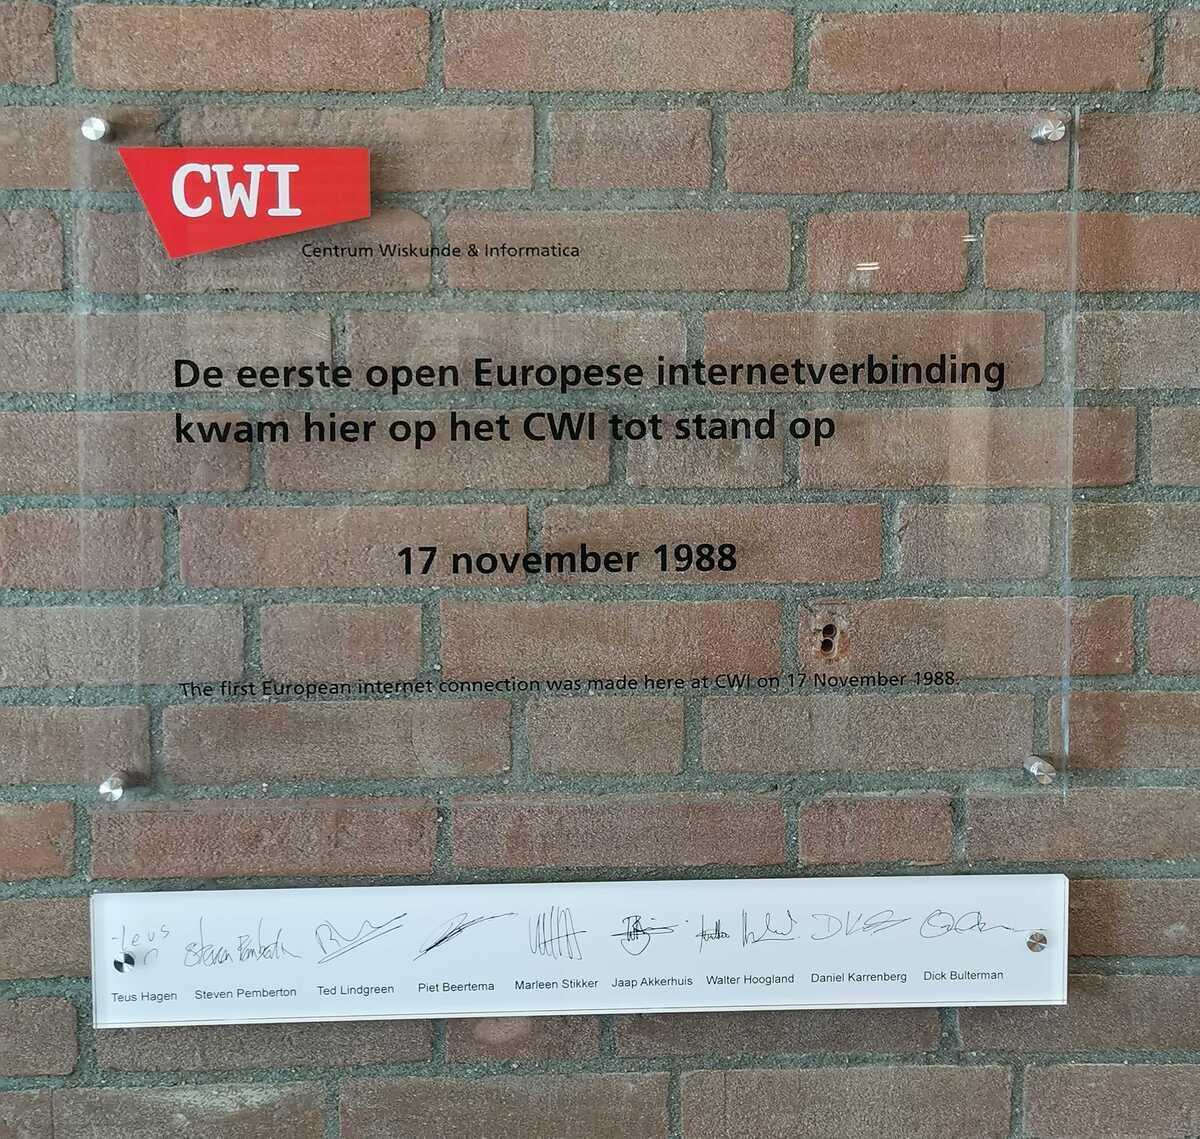 CWI
Centrum Wiskunde & Informatica
De eerste open Europese internetverbinding
kwam hier op het CWI tot stand op
17 november 1988
The first European internet connection was made here at CWI on 17 November 1988.
Teus Hagen Steven Pemberton Ted Lindgreen Piet Beertema Marleen Stikker Jaap Akkerhuis Walter Hoogland Daniel Karrenberg Dick Bulterman